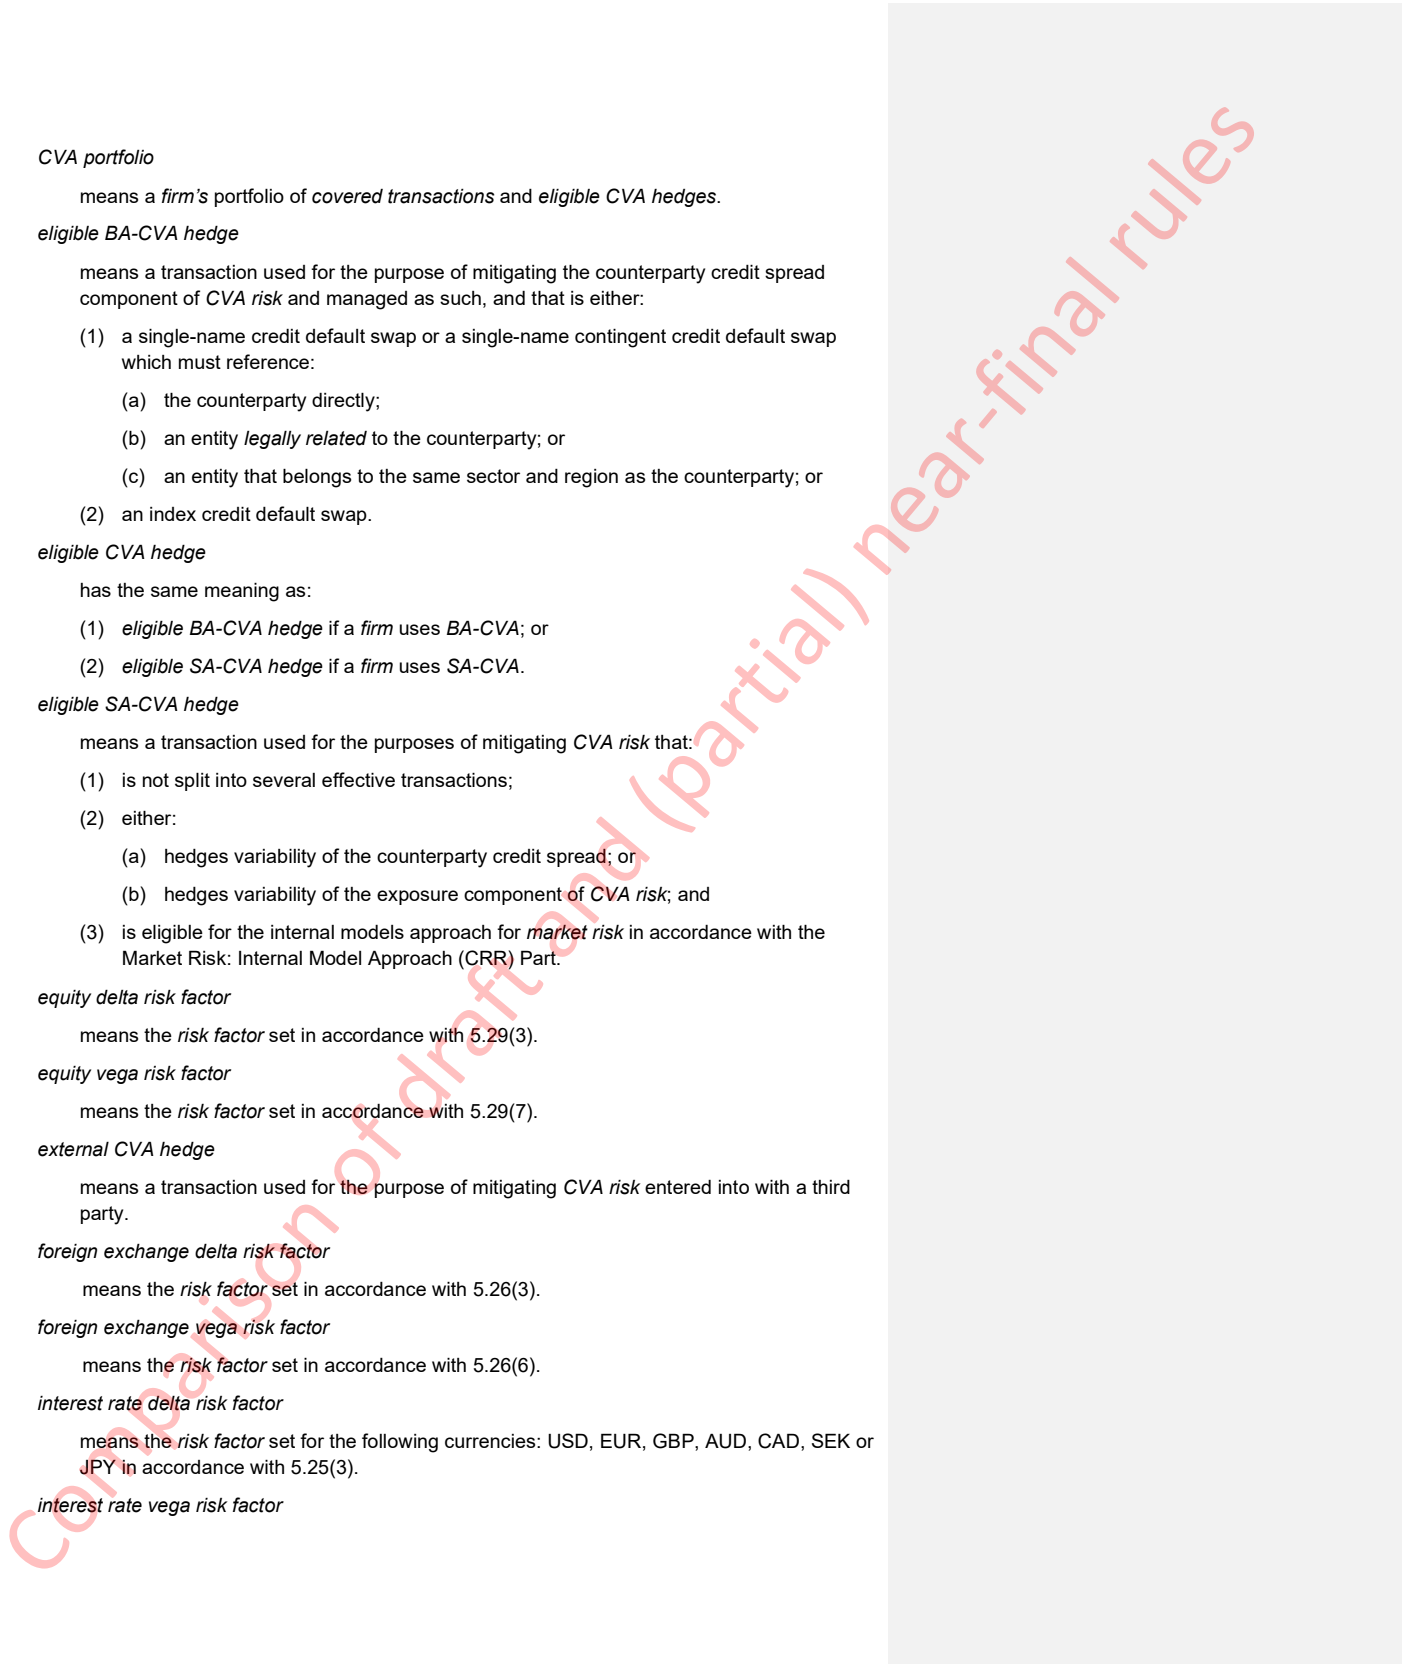 CVA portfolio
means a firm's portfolio of covered transactions and eligible CVA hedges.
eligible BA-CVA hedge
means a transaction used for the purpose of mitigating the counterparty credit spread
component of CVA risk and managed as such, and that is either:
(1) a single-name credit default swap or a single-name contingent credit default swap
which must reference:
(a) the counterparty directly;
(b) an entity legally related to the counterparty; or
(c) an entity that belongs to the same sector and region as the counterparty; or
(2) an index credit default swap.
eligible CVA hedge
has the same meaning as:
(1) eligible BA-CVA hedge if a firm uses BA-CVA; or
(2) eligible SA-CVA hedge if a firm uses SA-CVA.
eligible SA-CVA hedge
means a transaction used for the purposes of mitigating CVA risk that:
(1) is not split into several effective transactions;
(2) either:
(a) hedges variability of the counterparty credit spread; or
(b) hedges variability of the exposure component of CVA risk; and
(3) is eligible for the internal models approach for market risk in accordance with the
Market Risk: Internal Model Approach (CRR) Part.
equity delta risk factor
means the risk factor set in accordance with 5.29(3).
equity vega risk factor
means the risk factor set in accordance with 5.29(7).
external CVA hedge
means a transaction used for the purpose of mitigating CVA risk entered into with a third
party.
foreign exchange delta risk factor
means the risk factor set in accordance with 5.26(3).
foreign exchange vega risk factor
means the risk factor set in accordance with 5.26(6).
interest rate delta risk factor
means the risk factor set for the following currencies: USD, EUR, GBP, AUD, CAD, SEK or
JPY in accordance with 5.25(3).
interest rate vega risk factor
Comparison of draft and (partial) near-final rules